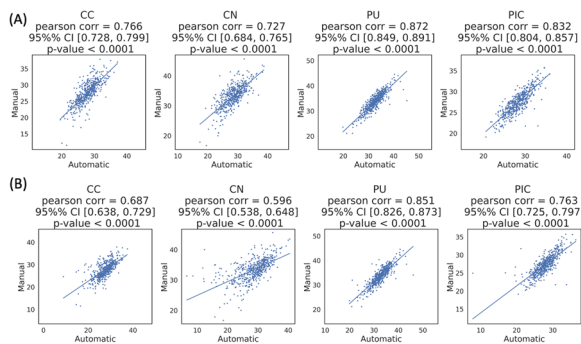 (A)
CC
pearson corr = 0.766
95%% CI [0.728, 0.799]
p-value < 0.0001
35
30
25
20
15
Manual
20
30
40
Automatic
CN
pearson corr = 0.727
95%% CI [0.684, 0.765]
p-value < 0.0001
40
30
20
Manual
10
20
30
40
Automatic
PU
pearson corr = 0.872
95%% CI [0.849, 0.891]
p-value < 0.0001
50
40
30
20
Manual
10
20
30
40
50
Automatic
PIC
pearson corr = 0.832
95%% CI [0.804, 0.857]
p-value < 0.0001
35
30
25
20
Manual
20
30
40
Automatic
(B)
CC
pearson corr = 0.687
95%% CI [0.638, 0.729]
p-value < 0.0001
40
30
20
10
Manual
0
10
20
30
40
Automatic
CN
pearson corr = 0.596
95%% CI [0.538, 0.648]
p-value < 0.0001
40
30
20
Manual
10
20
30
40
Automatic
PU
pearson corr = 0.851
95%% CI [0.826, 0.873]
p-value < 0.0001
50
40
30
20
Manual
10
20
30
40
50
Automatic
PIC
pearson corr = 0.763
95%% CI [0.725, 0.797
p-value < 0.0001
35
30
25
20
15
Manual
10
20
30
Automatic